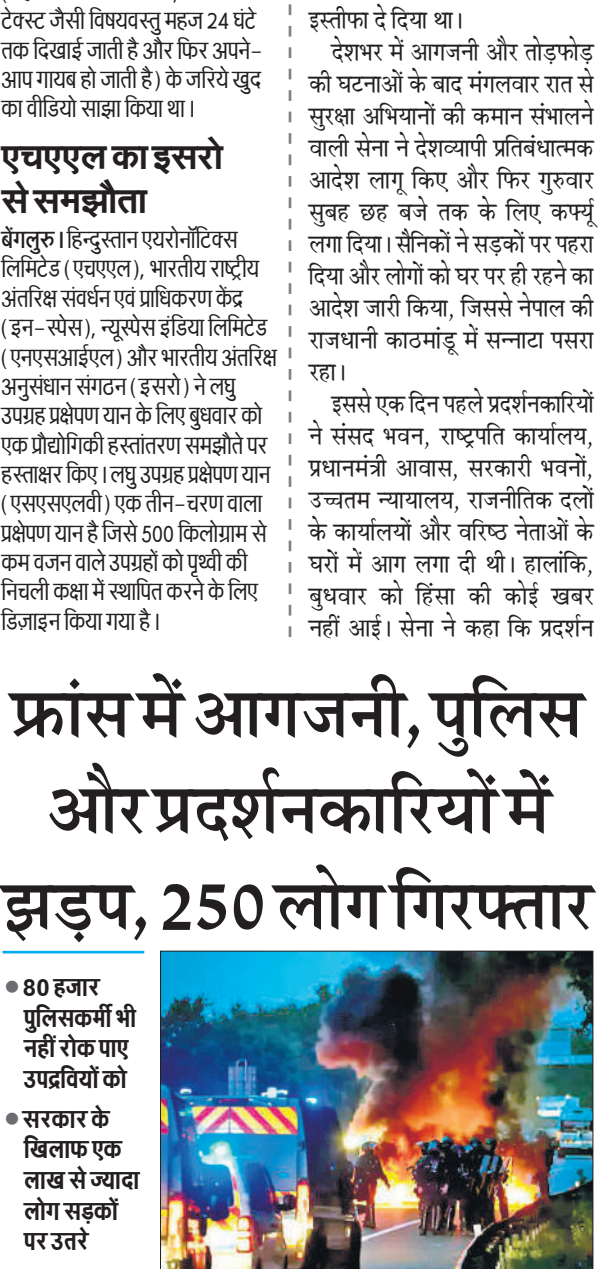 टेक्स्ट जैसी विषयवस्तु महज 24 घंटे
तक दिखाई जाती है और फिर अपने-
आप गायब हो जाती है) के जरिये खुद
का वीडियो साझा किया था।
एचएएल का इसरो
से समझौता
बेंगलुरु। हिन्दुस्तान एयरोनॉटिक्स
लिमिटेड (एचएएल), भारतीय राष्ट्रीय
अंतरिक्ष संवर्धन एवं प्राधिकरण केंद्र
(इन-स्पेस), न्यूस्पेस इंडिया लिमिटेड
(एनएसआईएल) और भारतीय अंतरिक्ष
अनुसंधान संगठन (इसरो) ने लघु
उपग्रह प्रक्षेपण यान के लिए बुधवार को
एक प्रौद्योगिकी हस्तांतरण समझौते पर
हस्ताक्षर किए। लघु उपग्रह प्रक्षेपण यान
(एसएसएलवी) एक तीन-चरण वाला
प्रक्षेपण यान है जिसे 500 किलोग्राम से
कम वजन वाले उपग्रहों को पृथ्वी की
निचली कक्षा में स्थापित करने के लिए
डिज़ाइन किया गया है।
इस्तीफा दे दिया था।
देशभर में आगजनी और तोड़फोड़
की घटनाओं के बाद मंगलवार रात से
सुरक्षा अभियानों की कमान संभालने
वाली सेना ने देशव्यापी प्रतिबंधात्मक
आदेश लागू किए और फिर गुरुवार
सुबह छह बजे तक के लिए कर्फ्यू
लगा दिया। सैनिकों ने सड़कों पर पहरा
दिया और लोगों को घर पर ही रहने का
आदेश जारी किया, जिससे नेपाल की
राजधानी काठमांडू में सन्नाटा पसरा
रहा।
इससे एक दिन पहले प्रदर्शनकारियों
ने संसद भवन, राष्ट्रपति कार्यालय,
प्रधानमंत्री आवास, सरकारी भवनों,
उच्चतम न्यायालय, राजनीतिक दलों
के कार्यालयों और वरिष्ठ नेताओं के
घरों में आग लगा दी थी। हालांकि,
बुधवार को हिंसा की कोई खबर
नहीं आई। सेना ने कहा कि प्रदर्शन
फ्रांस में आगजनी, पुलिस
और प्रदर्शनकारियों में
झड़प, 250 लोग गिरफ्तार
● 80 हजार
पुलिसकर्मी भी
नहीं रोक पाए
उपद्रवियों को
● सरकार के
खिलाफ एक
लाख से ज्यादा
लोग सड़कों
पर उतरे